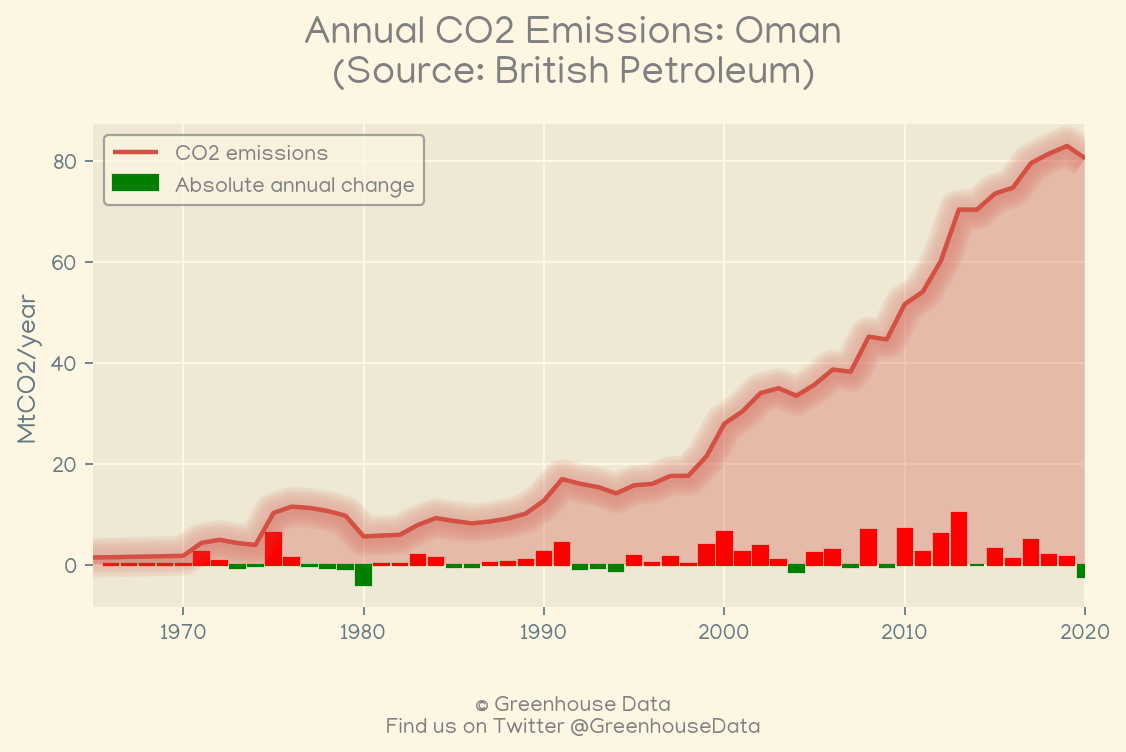 Annual CO2 Emissions: Oman
(Source: British Petroleum)
CO2 emissions
Absolute annual change
MtCO2/year
80
60
40
20
0
1970 1980 1990 2000 2010 2020
© Greenhouse Data
Find us on Twitter @GreenhouseData